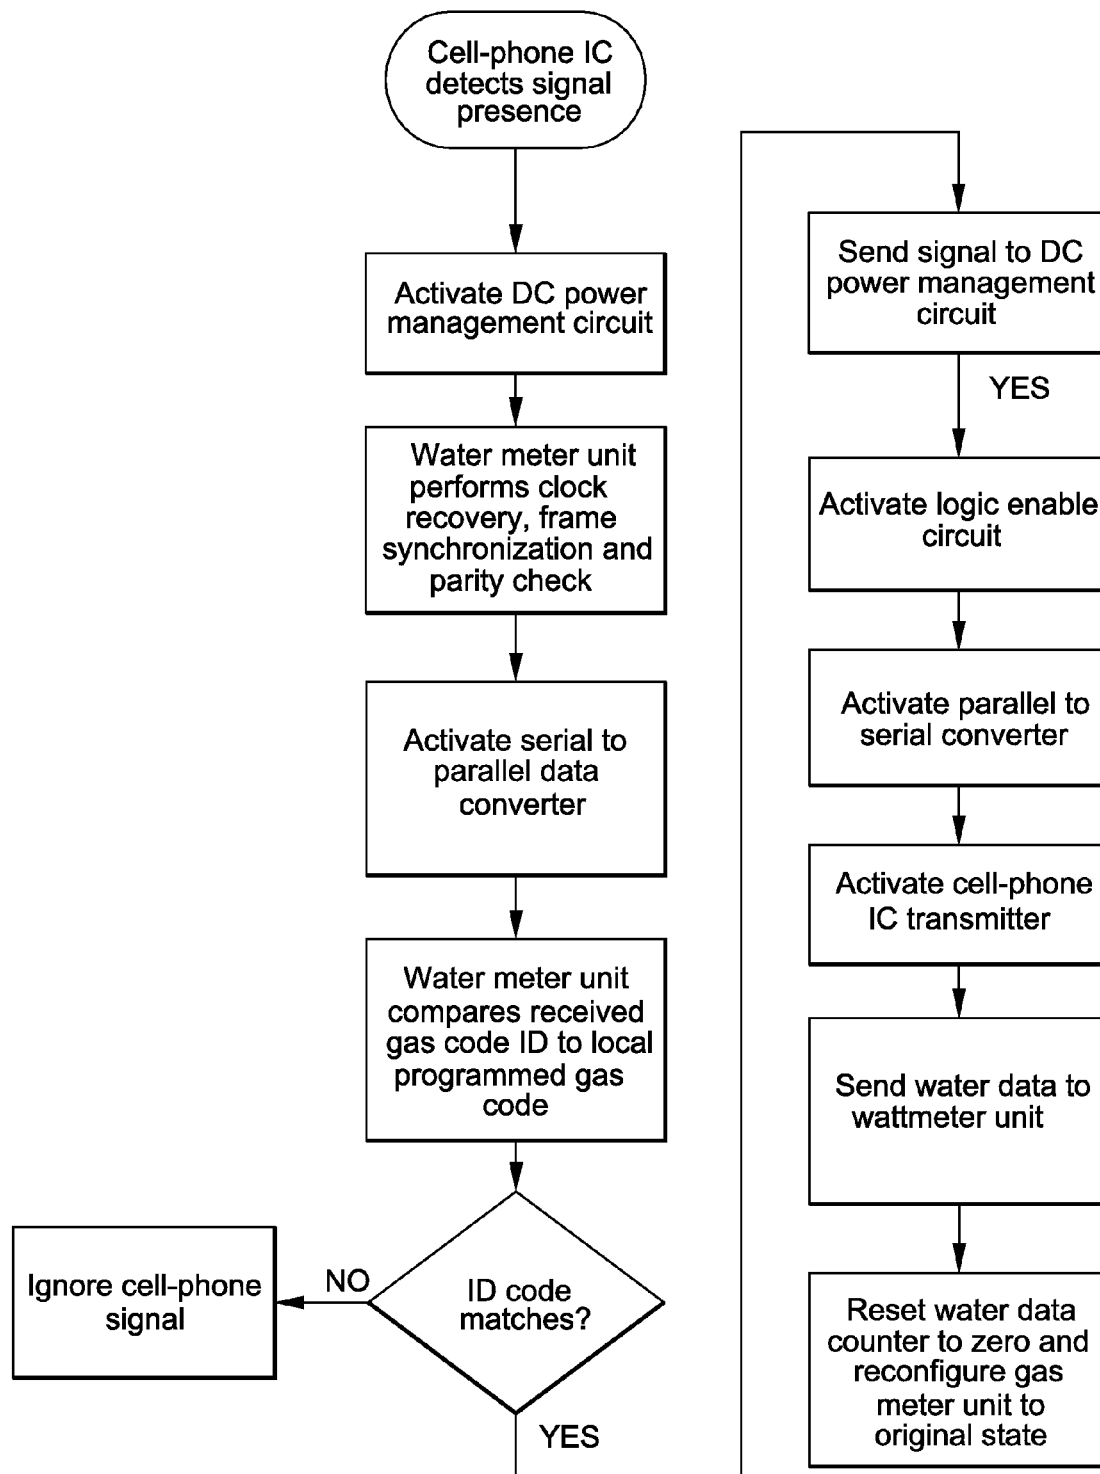 Cell-phone IC
detects signal
presence
Activate DC power
management circuit
Water meter unit
performs clock
recovery, frame
synchronization and
parity check
Activate serial to
parallel data
converter
Water meter unit
compares received
gas code ID to local
programmed gas
code
ID code
matches?
NO
Ignore cell-phone
signal
YES
Send signal to DC
power management
circuit
YES
Activate logic enable
circuit
Activate parallel to
serial converter
Activate cell-phone
IC transmitter
Send water data to
wattmeter unit
Reset water data
counter to zero and
reconfigure gas
meter unit to
original state